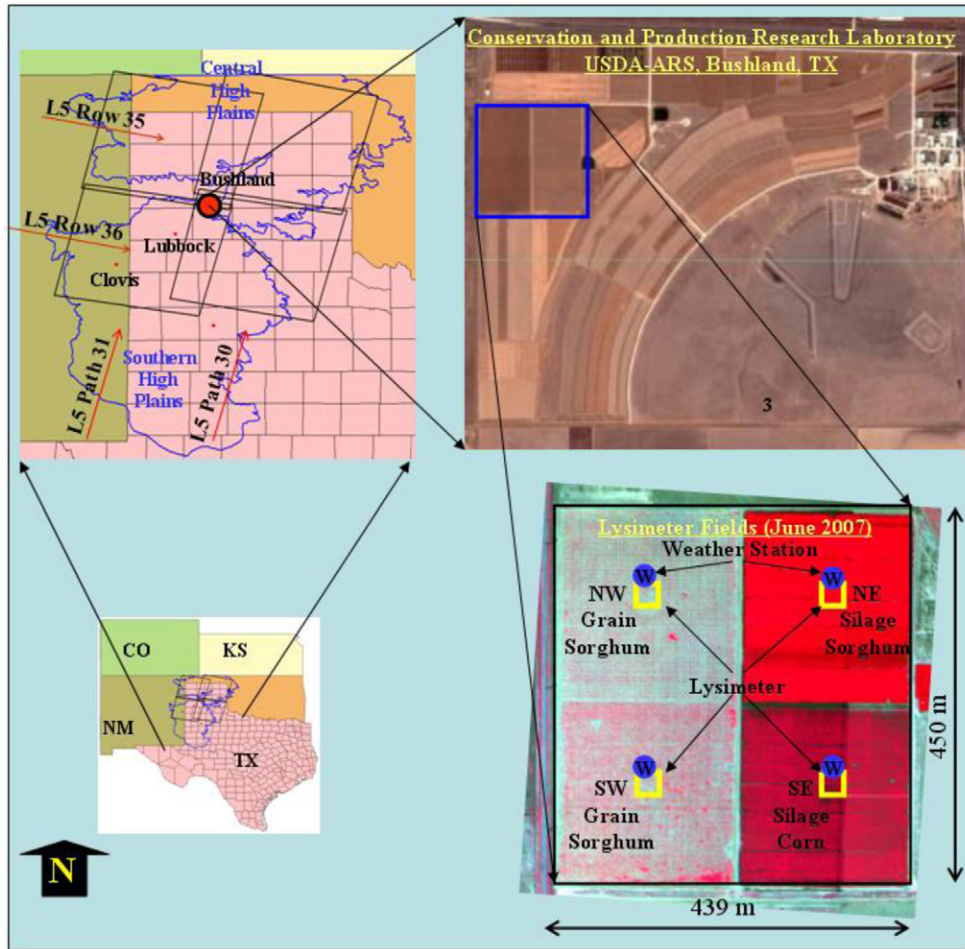 Central
High
Plains
L5 Row 35
Bushland
L5 Row 36
Lubbock
Clovis
L5 Path 31
Southern
High
Plains
L5 Path 30
Conservation and Production Research Laboratory
USDA-ARS, Bushland, TX
3
CO
KS
NM
TX
N
Lysimeter Fields (June 2007)
Weather Station
W
W
NW
Grain
Sorghum
NE
Silage
Sorghum
Lysimeter
W
W
SW
Grain
Sorghum
SE
Silage
Corn
450 m
439 m